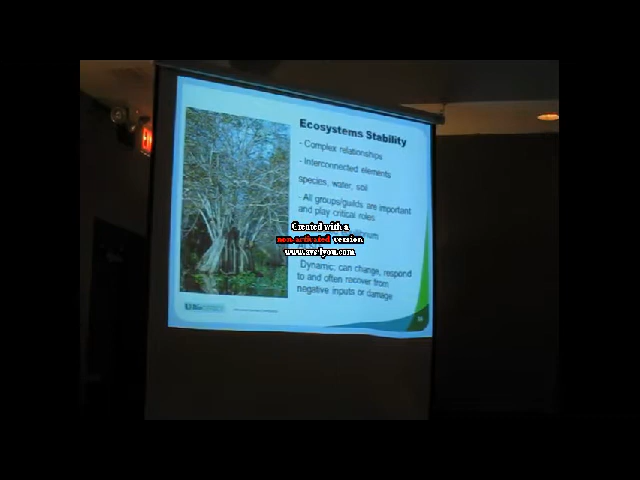 Ecosystems Stability
- Complex relationships
- Interconnected elements
species, water, soil
- All groups/guilds are important
and play critical roles
Created with a
non-activated version
www.avs4you.com
Dynamic, can change, respond
to and often recover from
negative inputs or damage